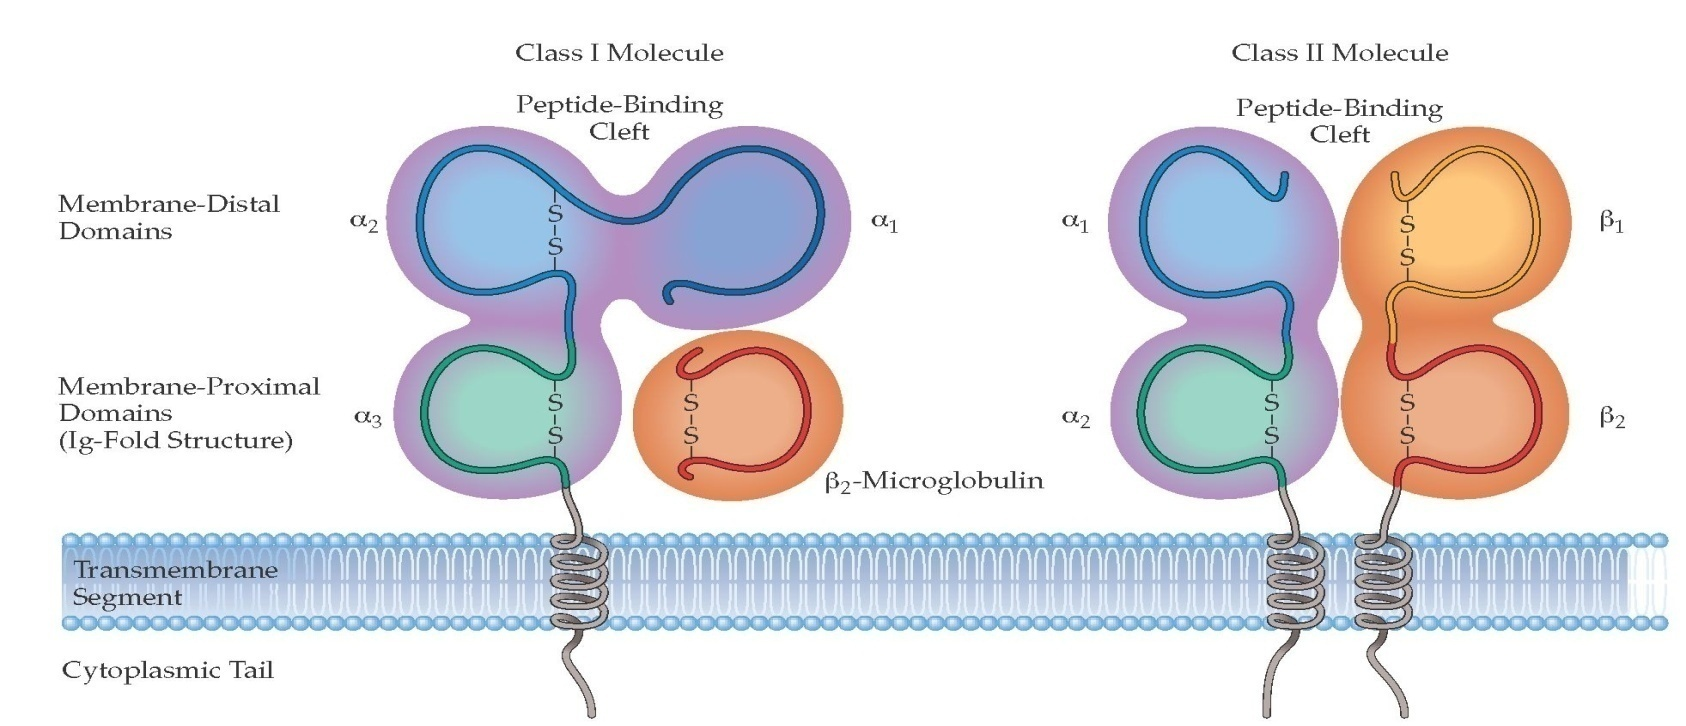 Class I Molecule
Class II Molecule
Peptide-Binding
Cleft
Peptide-Binding
Cleft
Membrane-Distal
Domains
α2
S
S
α1
α1
S
S
β1
Membrane-Proximal
Domains
(Ig-Fold Structure)
α3
S
S
S
S
β2-Microglobulin
α2
S
S
S
S
β2
Transmembrane
Segment
Cytoplasmic Tail